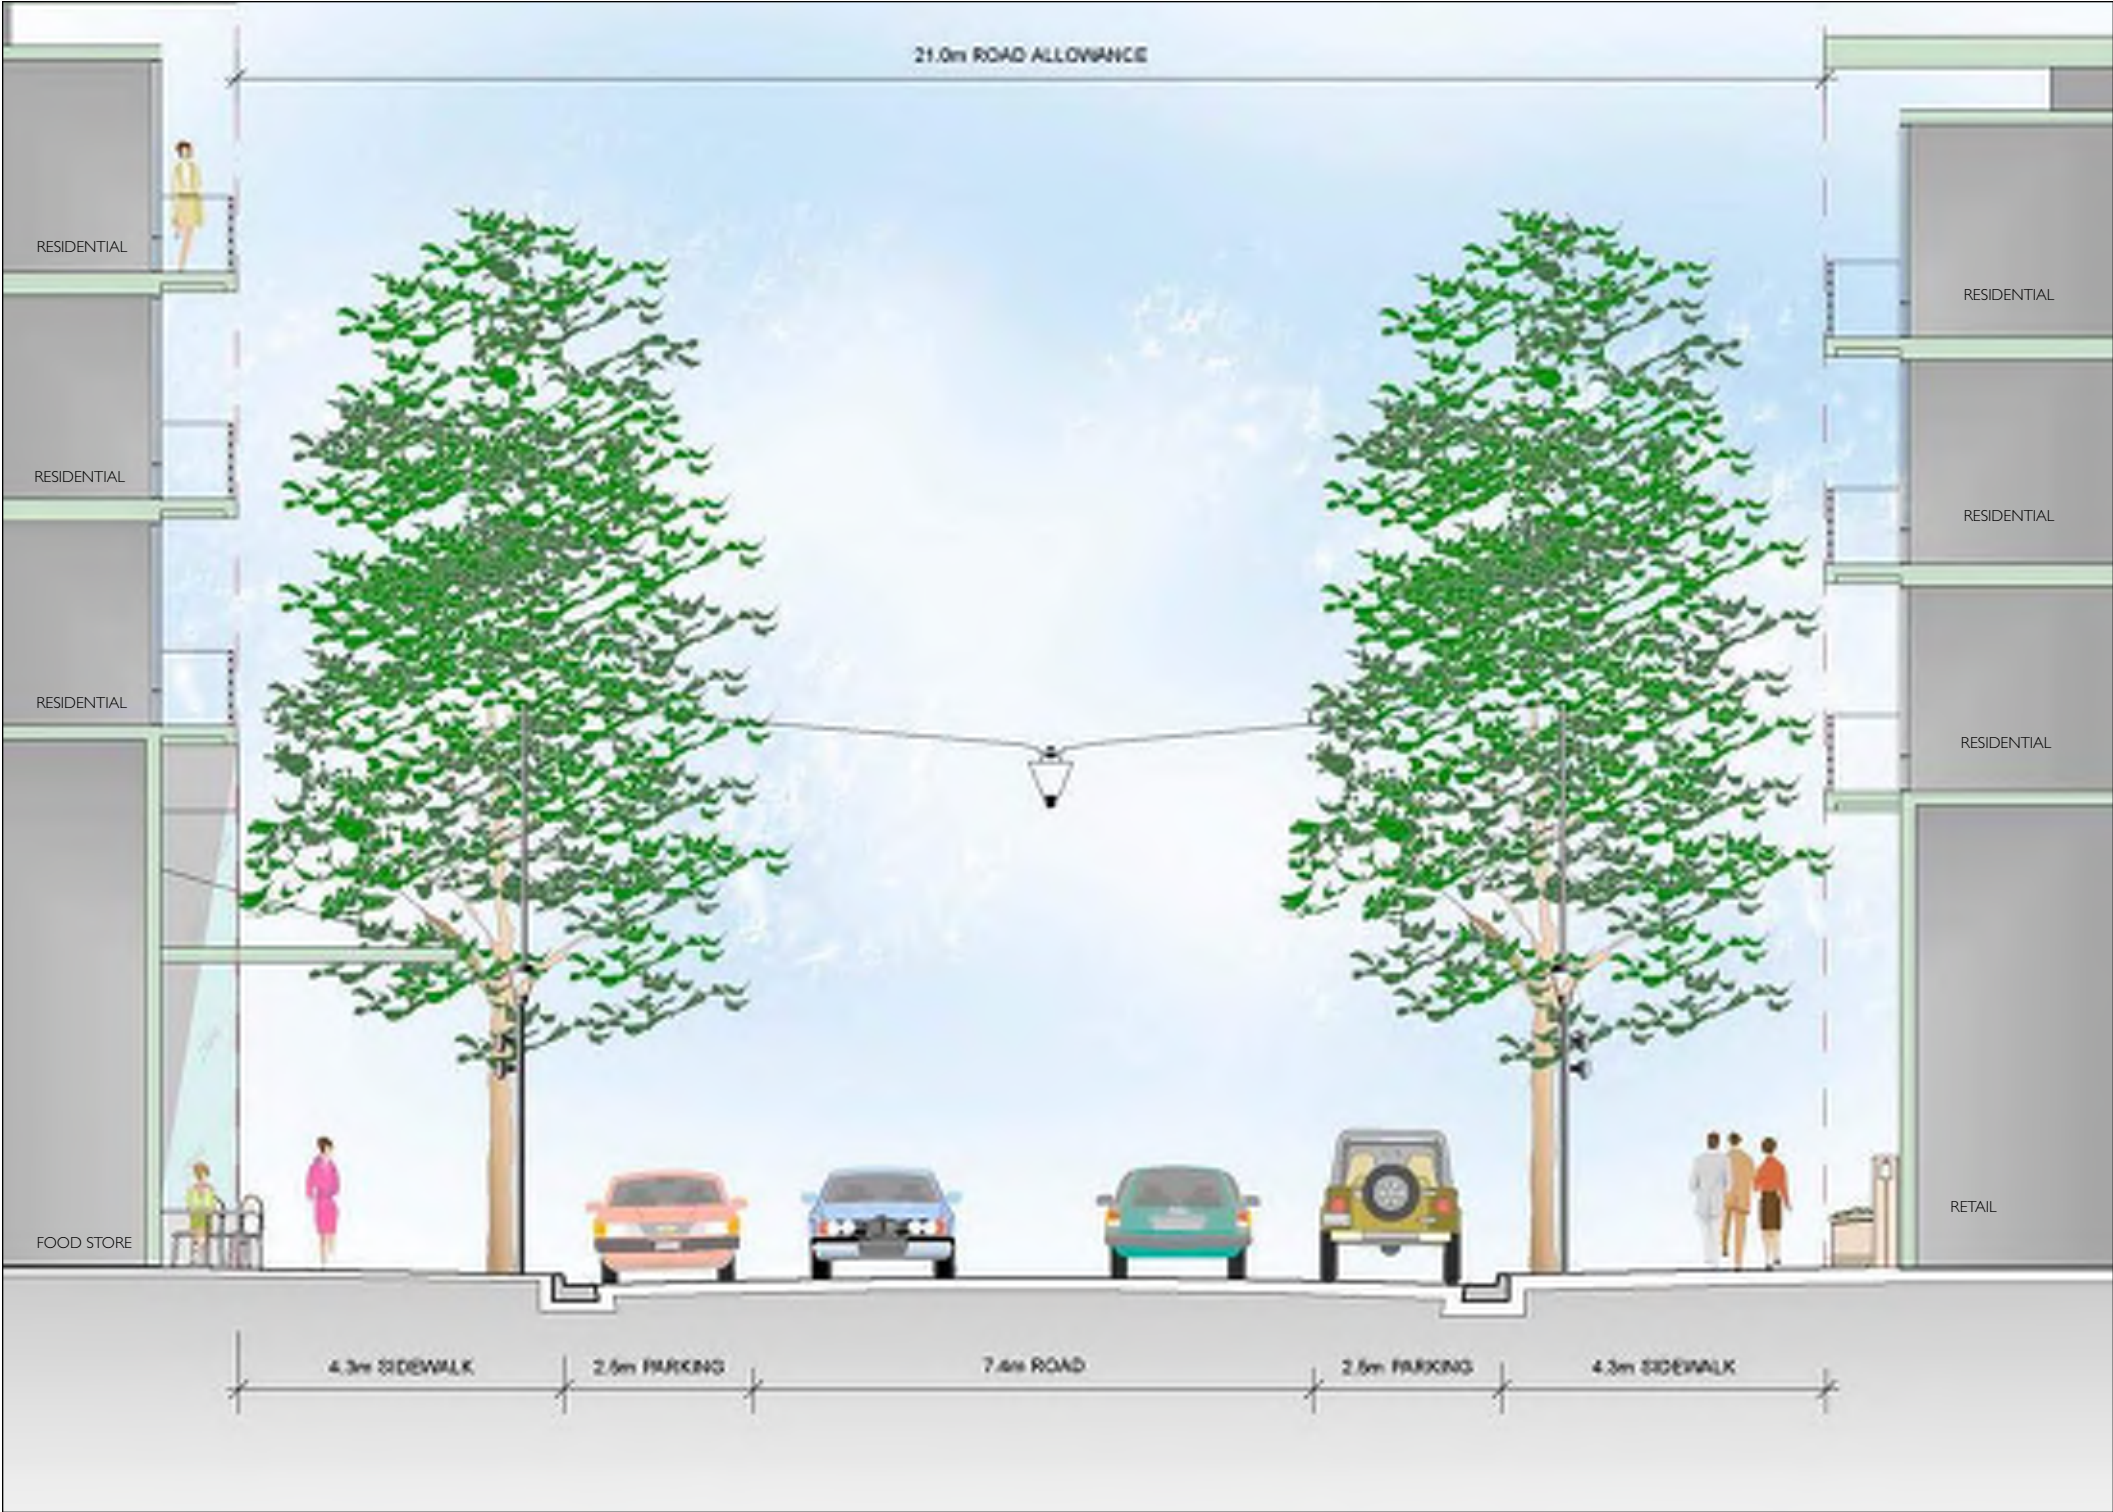 21.0m ROAD ALLOWANCE
RESIDENTIAL
RESIDENTIAL
RESIDENTIAL
RESIDENTIAL
RESIDENTIAL
RESIDENTIAL
FOOD STORE
RETAIL
4.3m SIDEWALK
2.5m PARKING
7.4m ROAD
2.5m PARKING
4.3m SIDEWALK